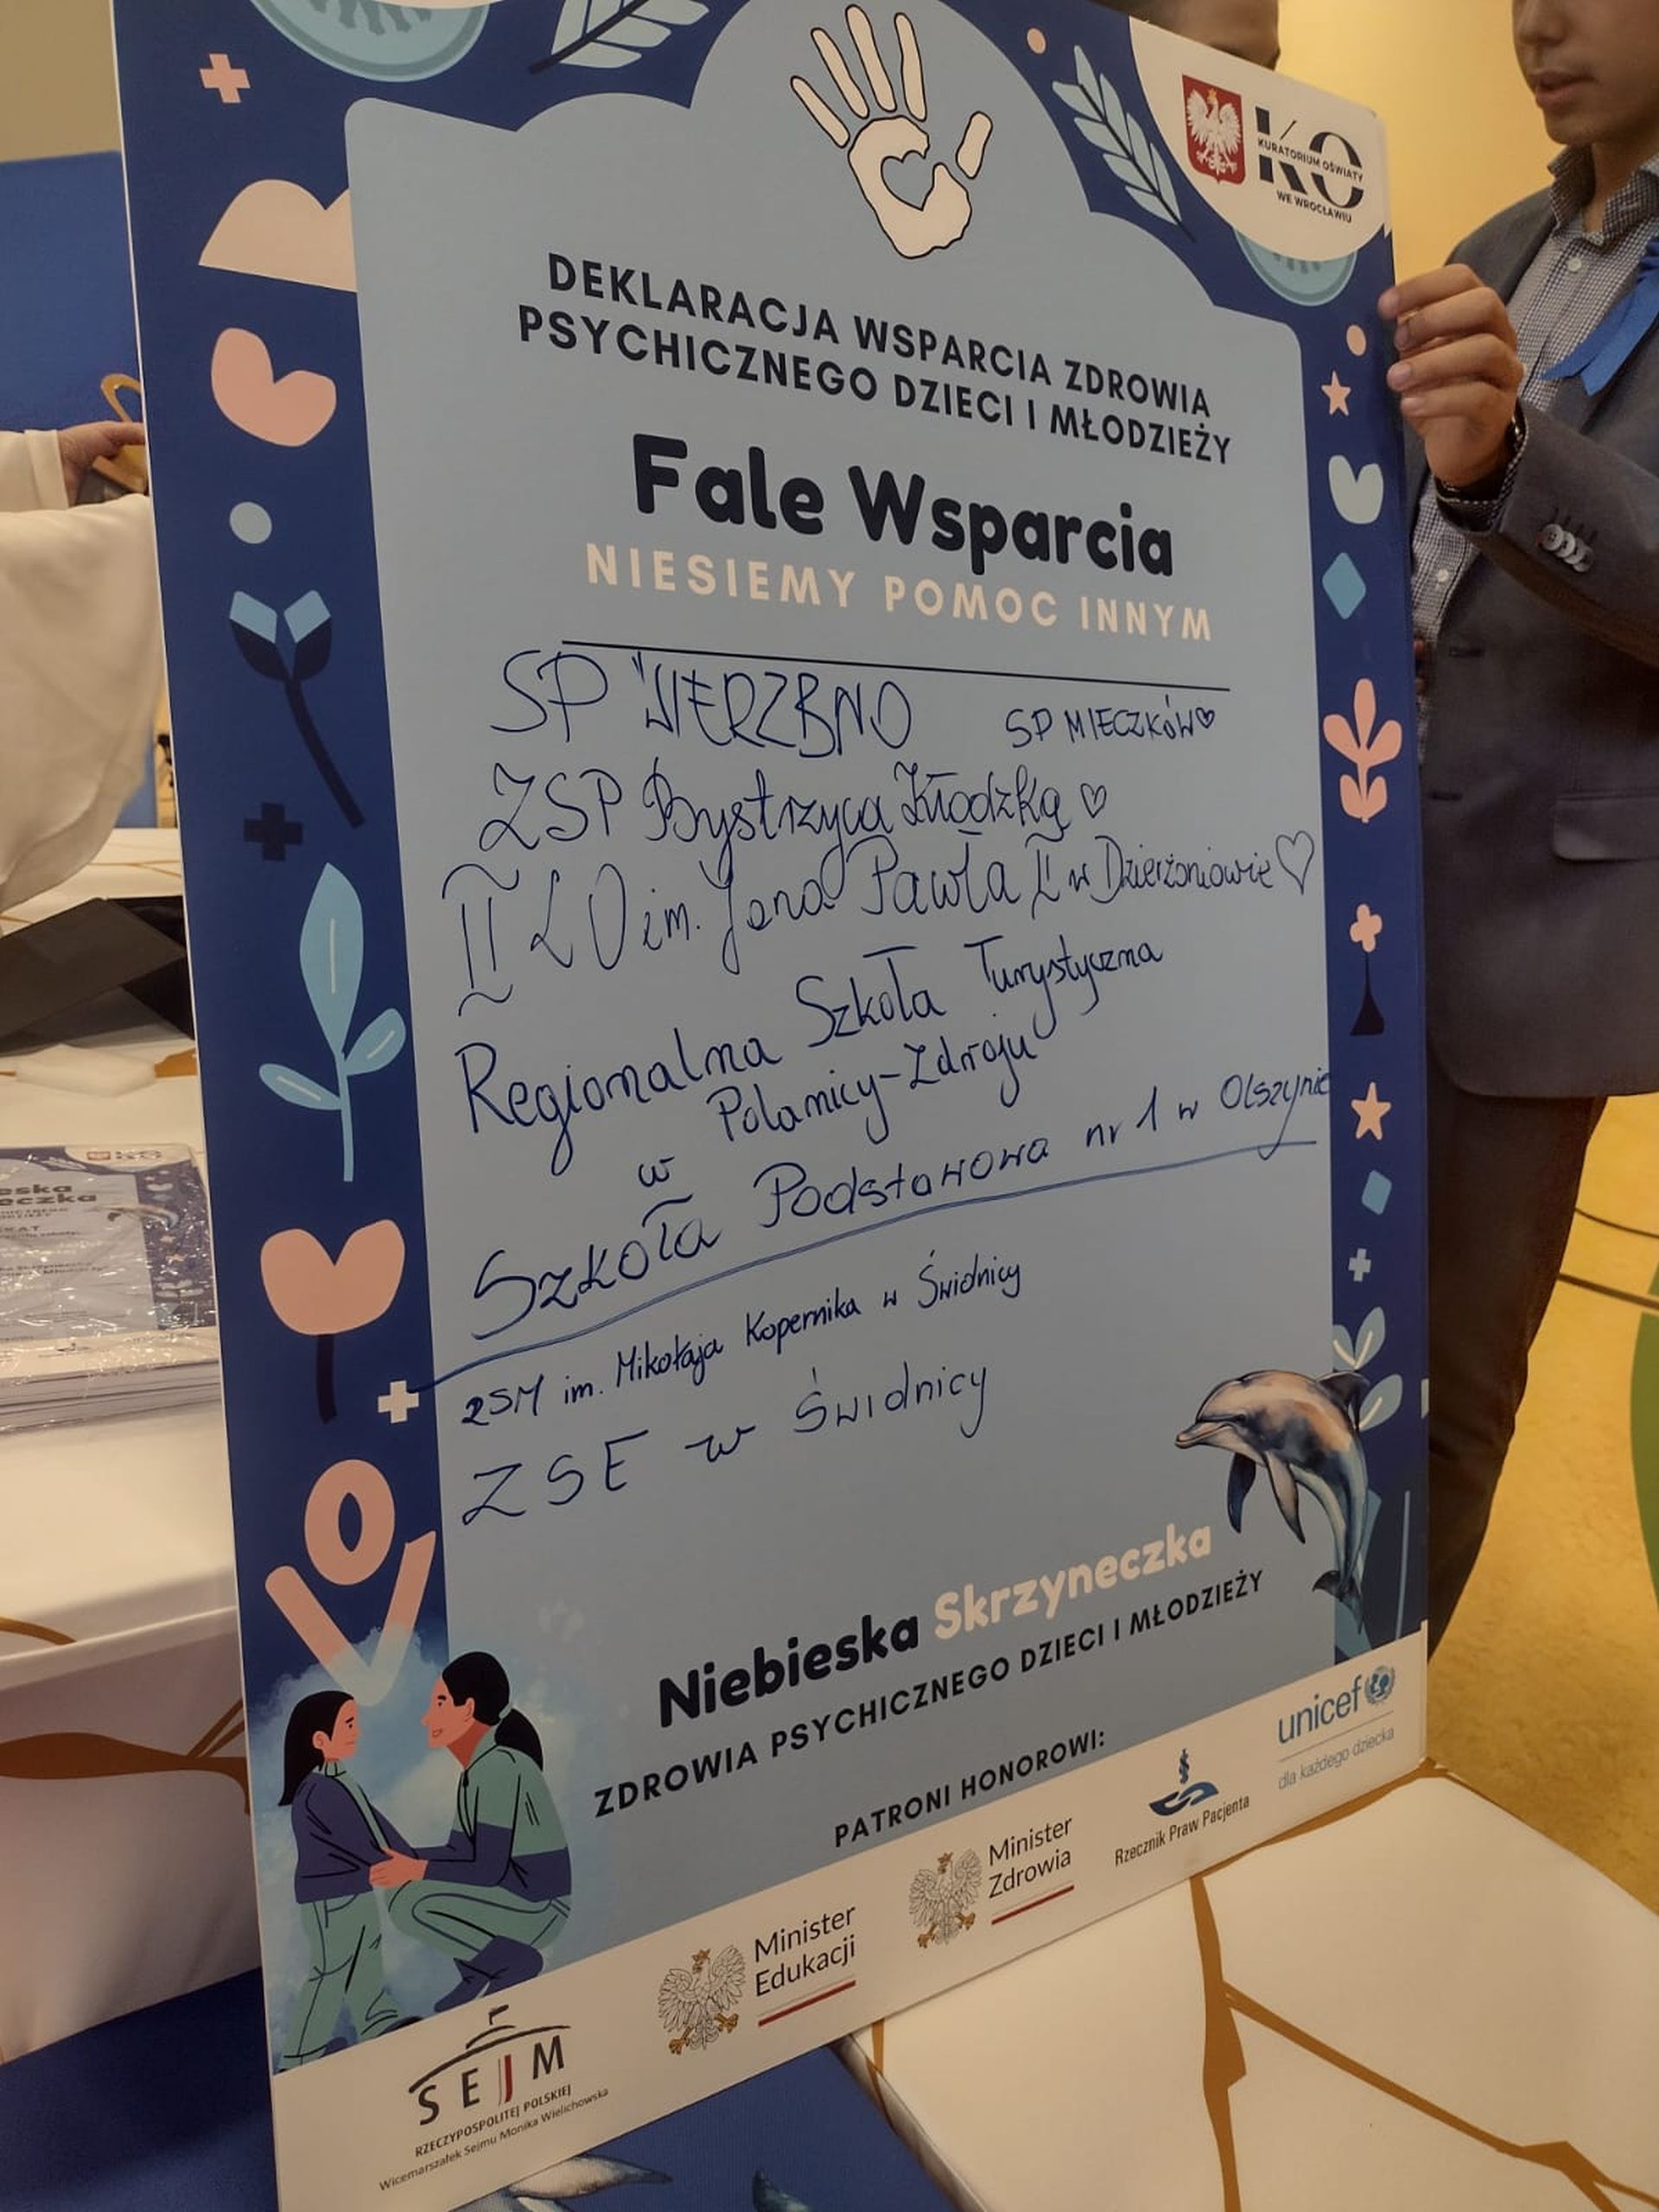 KO
KURATORIUM OŚWIATY
WE WROCŁAWIU
DEKLARACJA WSPARCIA ZDROWIA
PSYCHICZNEGO DZIECI I MŁODZIEŻY
Fale Wsparcia
NIESIEMY POMOC INNYM
SP WIERZBNO SP MIECZKÓW
ZSP Bystrzyca Kłodzka
II LO im. Jana Pawła II w Dzierżoniowie
Regionalna Szkoła Turystyczna
w Polanicy-Zdroju
Szkoła Podstawowa nr 1 w Olszynie
ZSM im. Mikołaja Kopernika w Świdnicy
ZSE w Świdnicy
Niebieska Skrzyneczka
ZDROWIA PSYCHICZNEGO DZIECI I MŁODZIEŻY
PATRONI HONOROWI:
SEJM
RZECZYPOSPOLITEJ POLSKIEJ
Wicemarszałek Sejmu Monika Wielichowska
Minister
Edukacji
Minister
Zdrowia
Rzecznik Praw Pacjenta
unicef
dla każdego dziecka